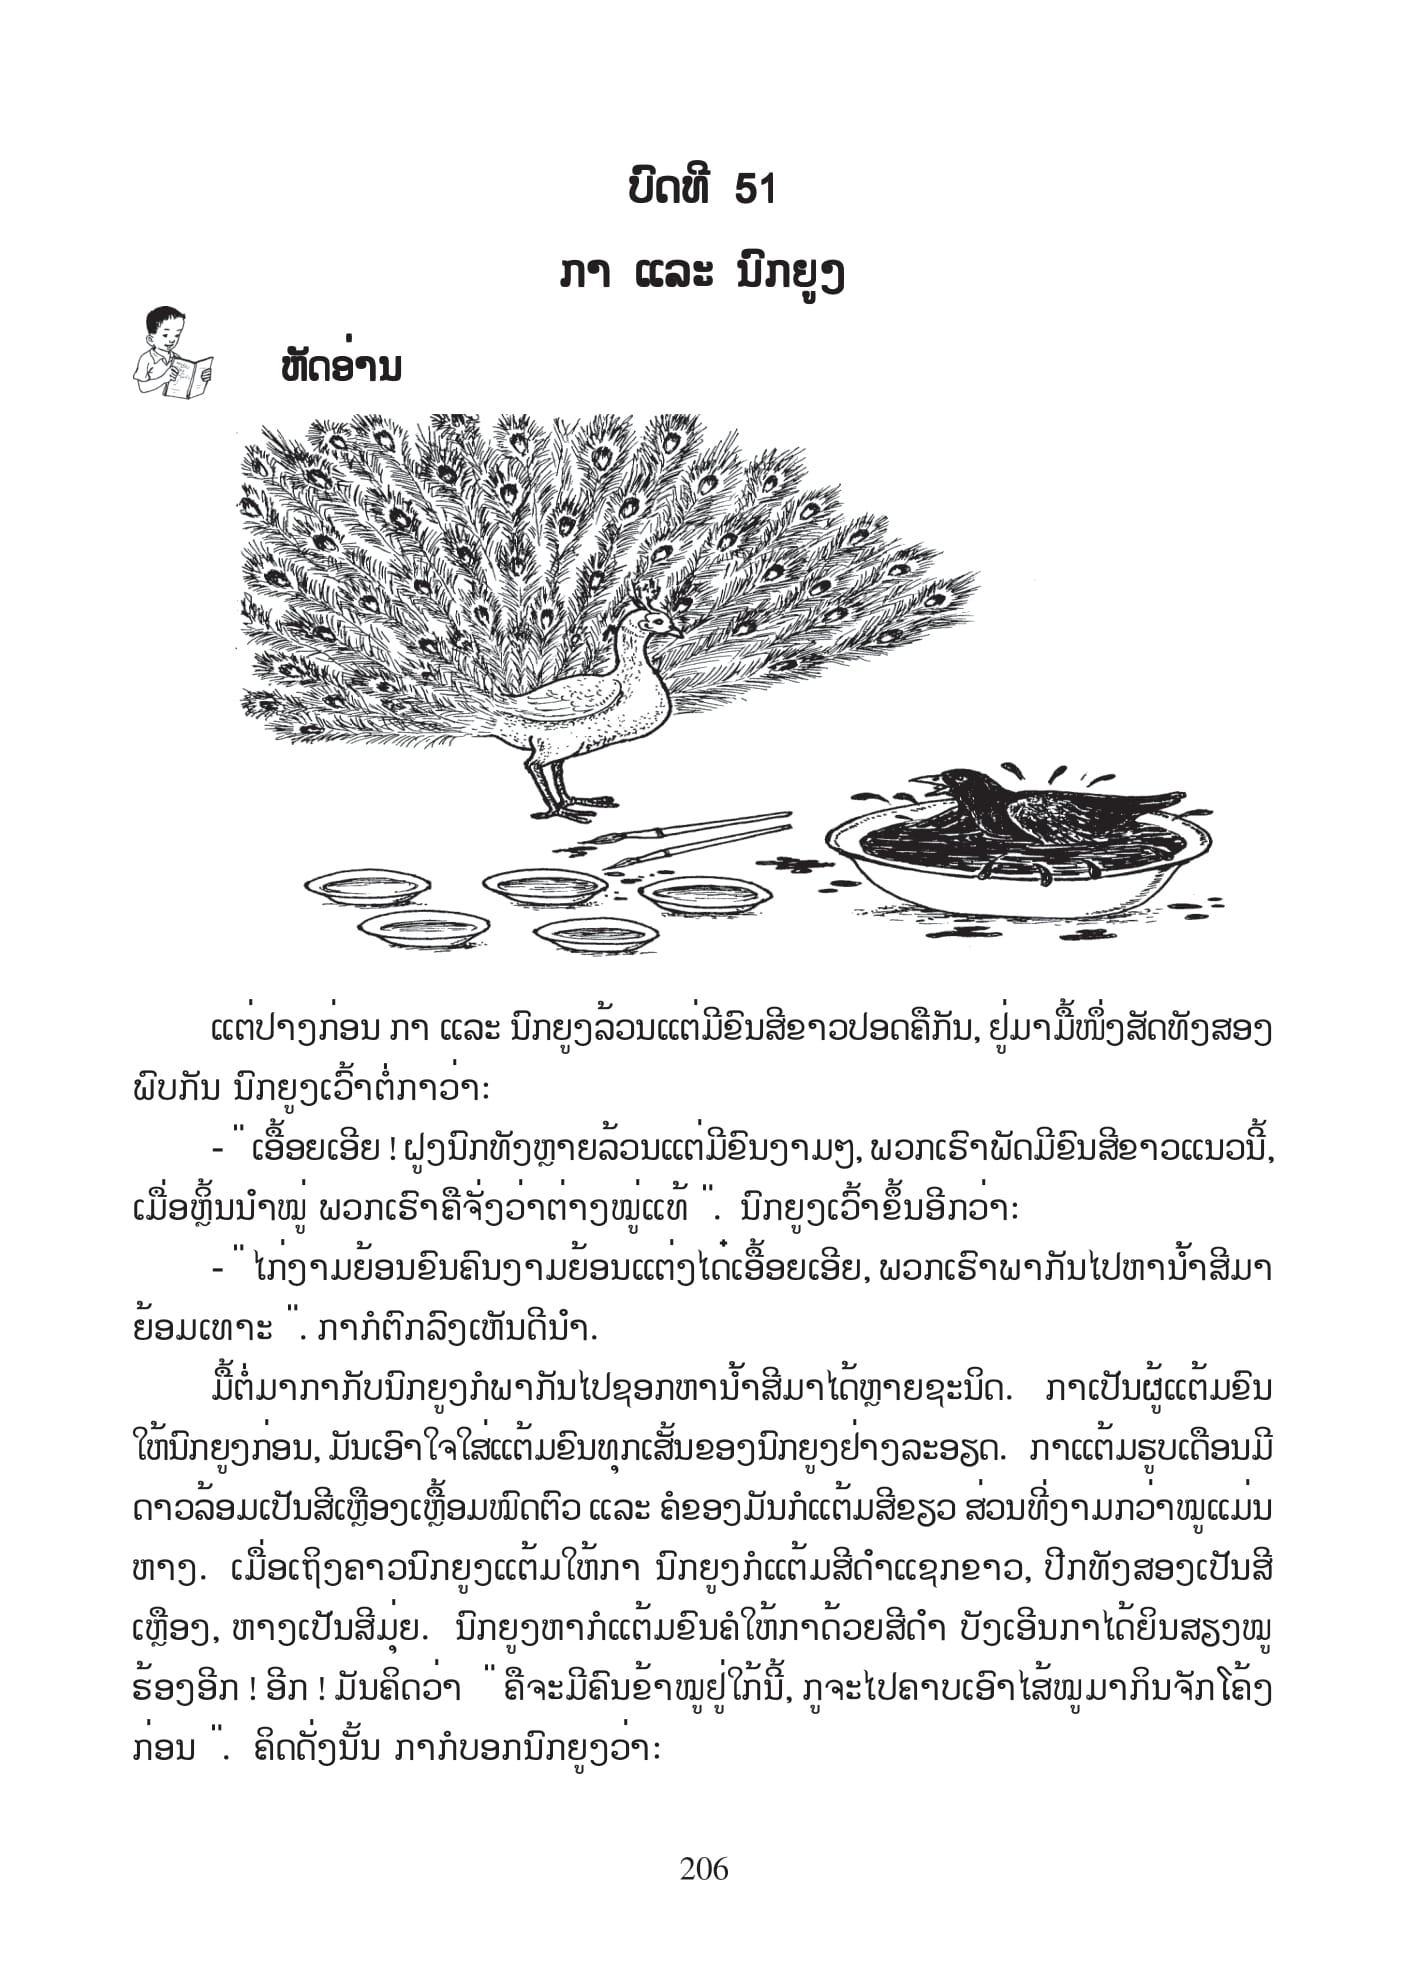 ບົດທີ 51
ກາ ແລະ ນົກຍູງ
ຫັດອ່ານ
ແຕ່ປາງກ່ອນ ກາ ແລະ ນົກຍູງລ້ວນແຕ່ມີຂົນສີຂາວປອດຄືກັນ, ຢູ່ມາມື້ໜຶ່ງສັດທັງສອງ
ພົບກັນ ນົກຍູງເວົ້າຕໍ່ກາວ່າ:
- " ເອື້ອຍເອີຍ ! ຝູງນົກທັງຫຼາຍລ້ວນແຕ່ມີຂົນງາມໆ, ພວກເຮົາພັດມີຂົນສີຂາວແນວນີ້,
ເມື່ອຫຼິ້ນນຳໝູ່ ພວກເຮົາຄືຈັ່ງວ່າຕ່າງໝູ່ແທ້ ". ນົກຍູງເວົ້າຂຶ້ນອີກວ່າ:
- " ໄກ່ງາມຍ້ອນຂົນຄົນງາມຍ້ອນແຕ່ງໄດ໋ເອື້ອຍເອີຍ, ພວກເຮົາພາກັນໄປຫານ້ຳສີມາ
ຍ້ອມເທາະ ". ກາກໍຕົກລົງເຫັນດີນຳ.
ມື້ຕໍ່ມາກາກັບນົກຍູງກໍພາກັນໄປຊອກຫານ້ຳສີມາໄດ້ຫຼາຍຊະນິດ. ກາເປັນຜູ້ແຕ້ມຂົນ
ໃຫ້ນົກຍູງກ່ອນ, ມັນເອົາໃຈໃສ່ແຕ້ມຂົນທຸກເສັ້ນຂອງນົກຍູງຢ່າງລະອຽດ. ກາແຕ້ມຮູບເດືອນມີ
ດາວລ້ອມເປັນສີເຫຼືອງເຫຼື້ອມໝົດຕົວ ແລະ ຄໍຂອງມັນກໍແຕ້ມສີຂຽວ ສ່ວນທີ່ງາມກວ່າໝູແມ່ນ
ຫາງ. ເມື່ອເຖິງຄາວນົກຍູງແຕ້ມໃຫ້ກາ ນົກຍູງກໍແຕ້ມສີດຳແຊກຂາວ, ປີກທັງສອງເປັນສີ
ເຫຼືອງ, ຫາງເປັນສີມຸ່ຍ. ນົກຍູງຫາກໍແຕ້ມຂົນຄໍໃຫ້ກາດ້ວຍສີດຳ ບັງເອີນກາໄດ້ຍິນສຽງໝູ
ຮ້ອງອີກ ! ອີກ ! ມັນຄິດວ່າ " ຄືຈະມີຄົນຂ້າໝູຢູ່ໃກ້ນີ້, ກູຈະໄປຄາບເອົາໄສ້ໝູມາກິນຈັກໂຄ້ງ
ກ່ອນ ". ຄິດດັ່ງນັ້ນ ກາກໍບອກນົກຍູງວ່າ:
206